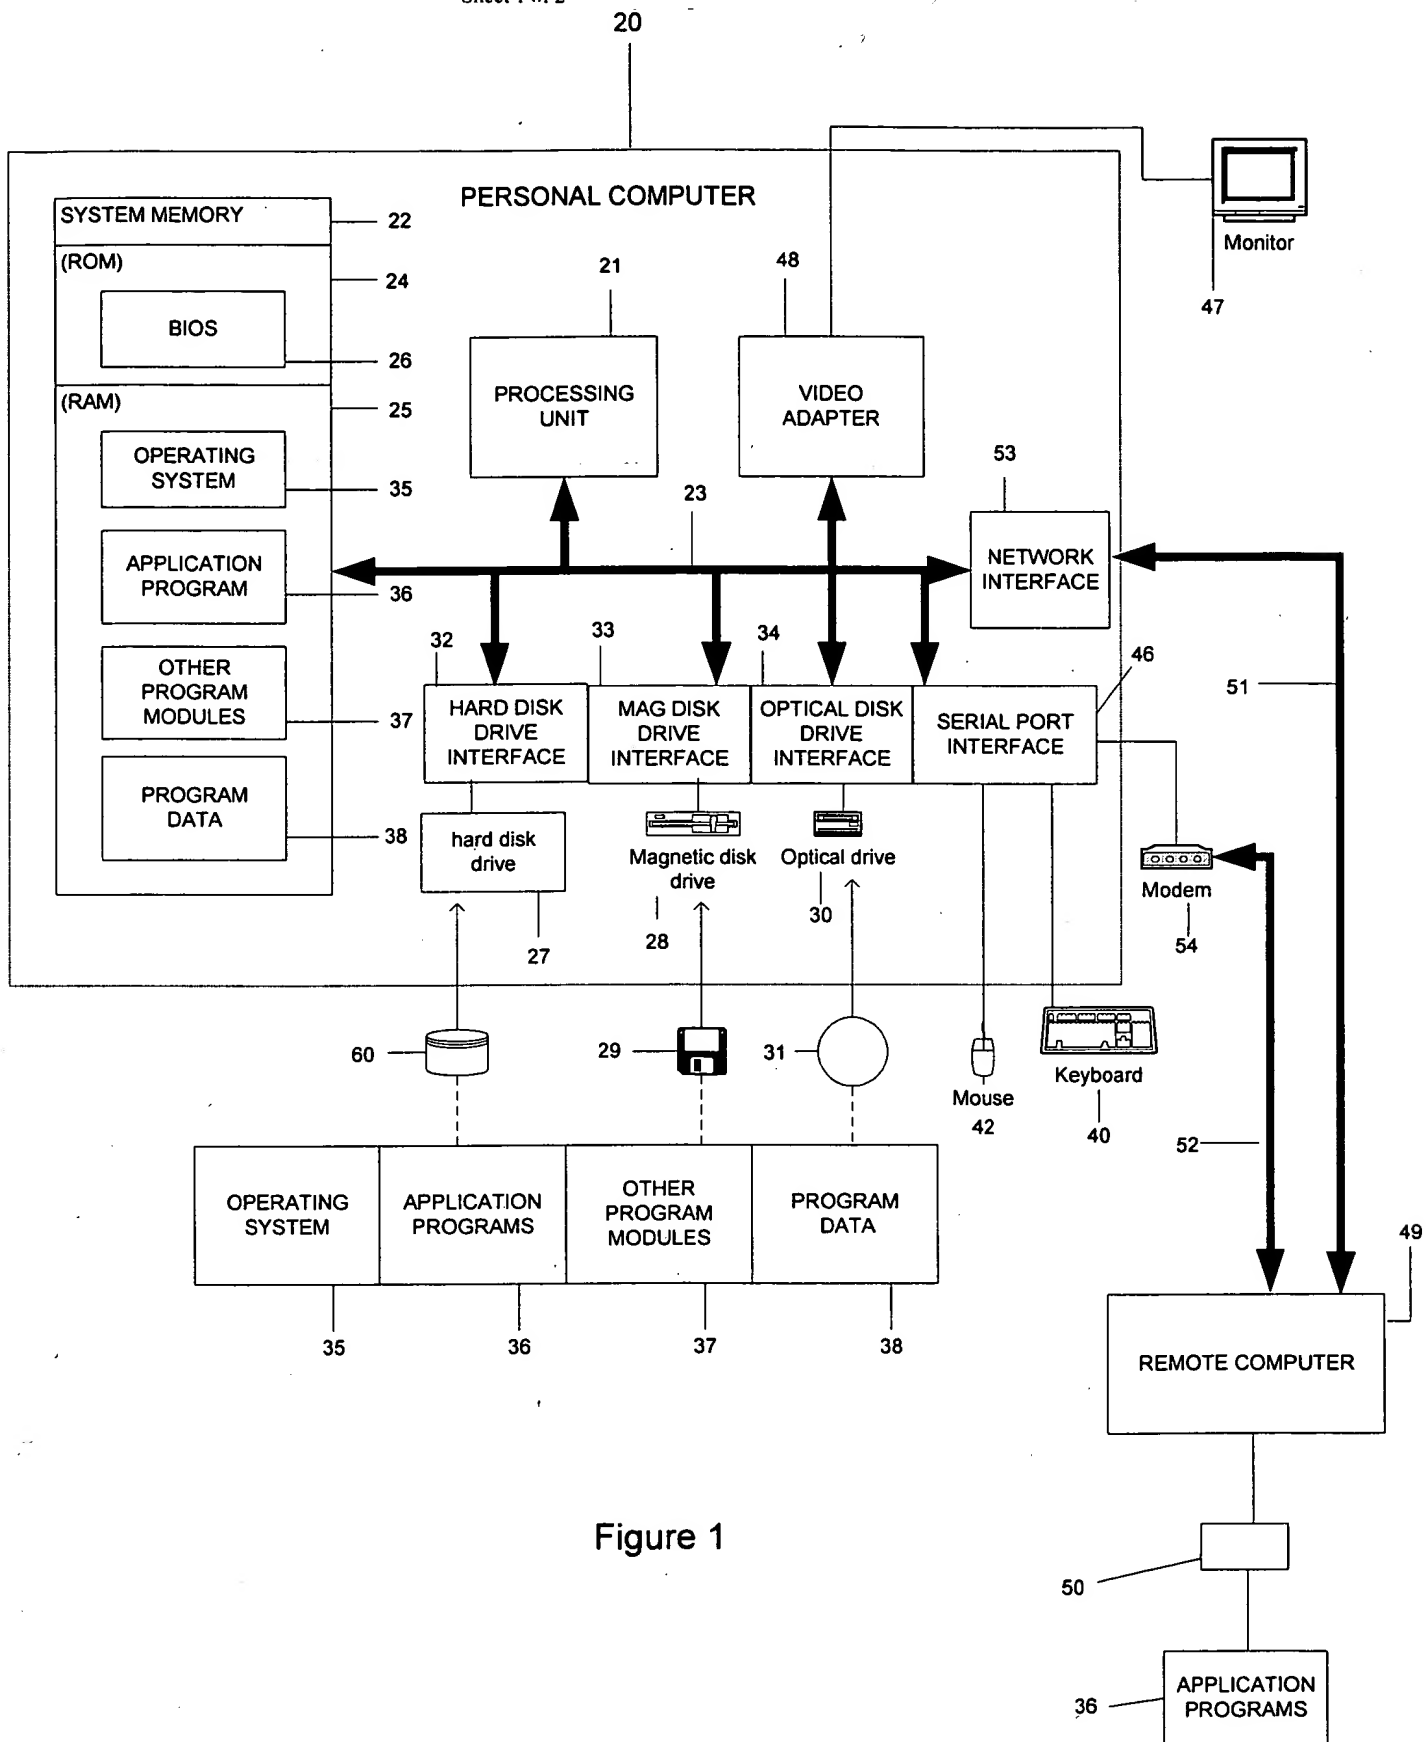 20
PERSONAL COMPUTER
SYSTEM MEMORY
22
(ROM)
24
BIOS
26
(RAM)
25
OPERATING
SYSTEM
35
APPLICATION
PROGRAM
36
OTHER
PROGRAM
MODULES
37
PROGRAM
DATA
38
21
PROCESSING
UNIT
48
VIDEO
ADAPTER
Monitor
47
23
53
NETWORK
INTERFACE
32
HARD DISK
DRIVE
INTERFACE
33
MAG DISK
DRIVE
INTERFACE
34
OPTICAL DISK
DRIVE
INTERFACE
46
SERIAL PORT
INTERFACE
51
hard disk
drive
27
Magnetic disk
drive
28
Optical drive
30
Modem
54
60
29
31
Mouse
42
Keyboard
40
52
OPERATING
SYSTEM
APPLICATION
PROGRAMS
OTHER
PROGRAM
MODULES
PROGRAM
DATA
35
36
37
38
49
REMOTE COMPUTER
Figure 1
50
36
APPLICATION
PROGRAMS